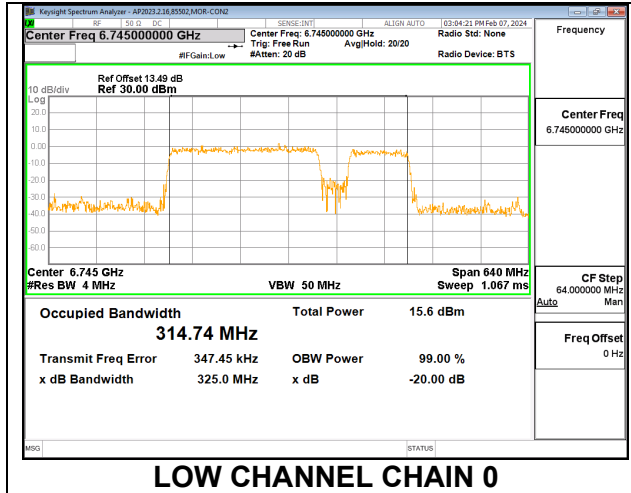 Keysight Spectrum Analyzer - AP2023.2.16,85502,MOR-CON2
RF 50 Ω DC SENSE:INT ALIGN AUTO 03:04:21 PM Feb 07, 2024
Center Freq 6.745000000 GHz
Center Freq: 6.745000000 GHz Radio Std: None
Trig: Free Run Avg|Hold: 20/20
#IFGain:Low #Atten: 20 dB Radio Device: BTS
Frequency
Ref Offset 13.49 dB
10 dB/div Ref 30.00 dBm
Log
20.0
10.0
0.00
-10.0
-20.0
-30.0
-40.0
-50.0
-60.0
Center Freq
6.745000000 GHz
Center 6.745 GHz Span 640 MHz
#Res BW 4 MHz VBW 50 MHz Sweep 1.067 ms
CF Step
64.000000 MHz
Auto Man
Freq Offset
0 Hz
Occupied Bandwidth Total Power 15.6 dBm
314.74 MHz
Transmit Freq Error 347.45 kHz OBW Power 99.00 %
x dB Bandwidth 325.0 MHz x dB -20.00 dB
MSG STATUS
LOW CHANNEL CHAIN 0